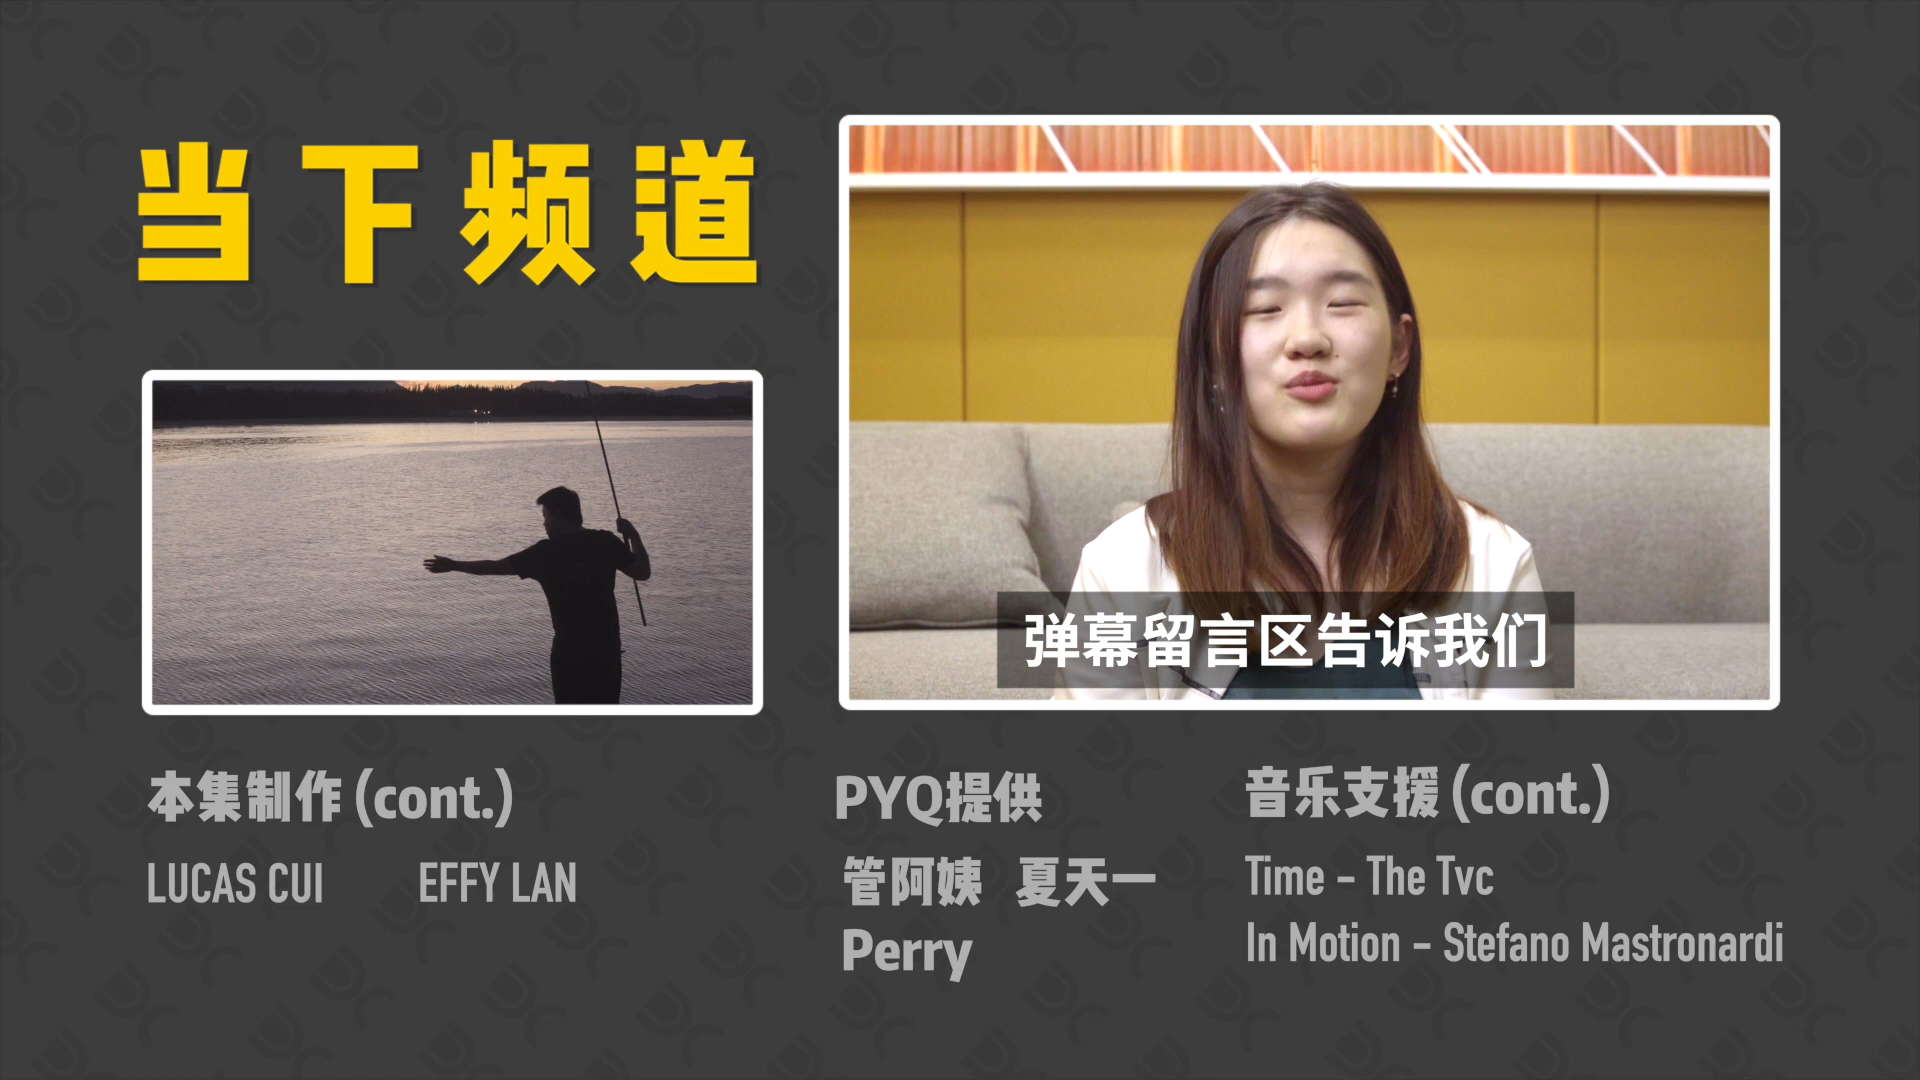 当下频道
弹幕留言区告诉我们
本集制作 (cont.)
LUCAS CUI EFFY LAN
PYQ提供
管阿姨 夏天一
Perry
音乐支援 (cont.)
Time - The Tvc
In Motion - Stefano Mastronardi